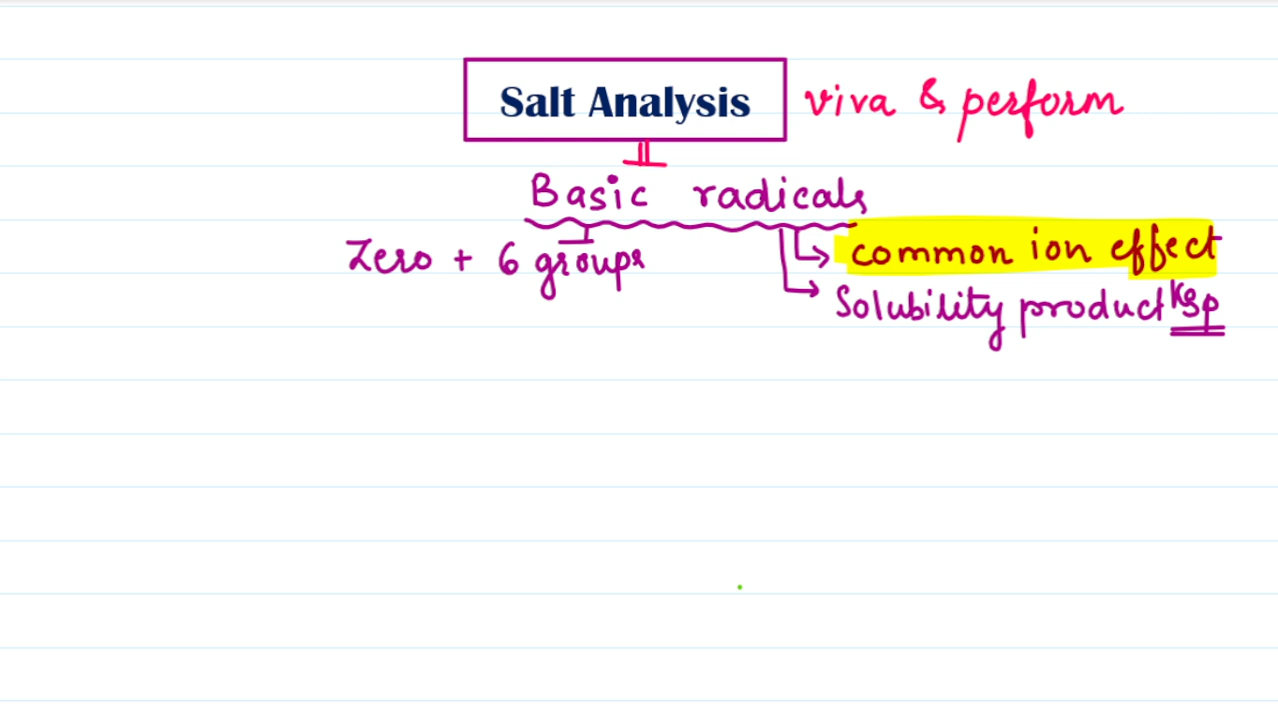 Salt Analysis viva & perform
Basic radicals
Zero + 6 groups
common ion effect
Solubility product Ksp